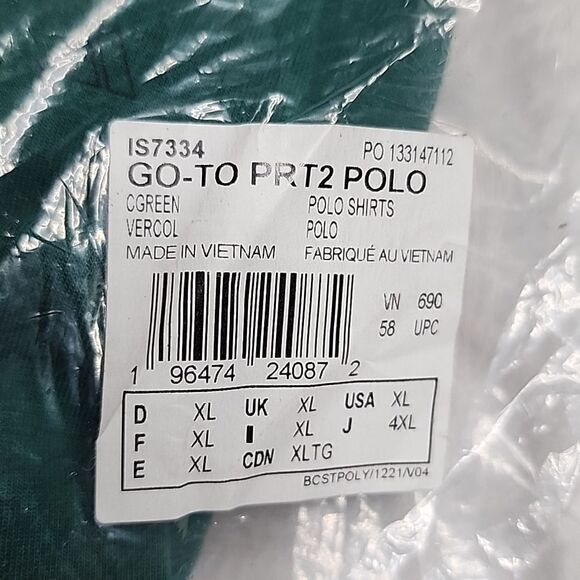 IS7334 PO 133147112
GO-TO PRT2 POLO
CGREEN POLO SHIRTS
VERCOL POLO
MADE IN VIETNAM FABRIQUÉ AU VIETNAM
VN 690
58 UPC
1 96474 24087 2
D XL UK XL USA XL
F XL I XL J 4XL
E XL CDN XLTG
BCSTPOLY/1221/V04